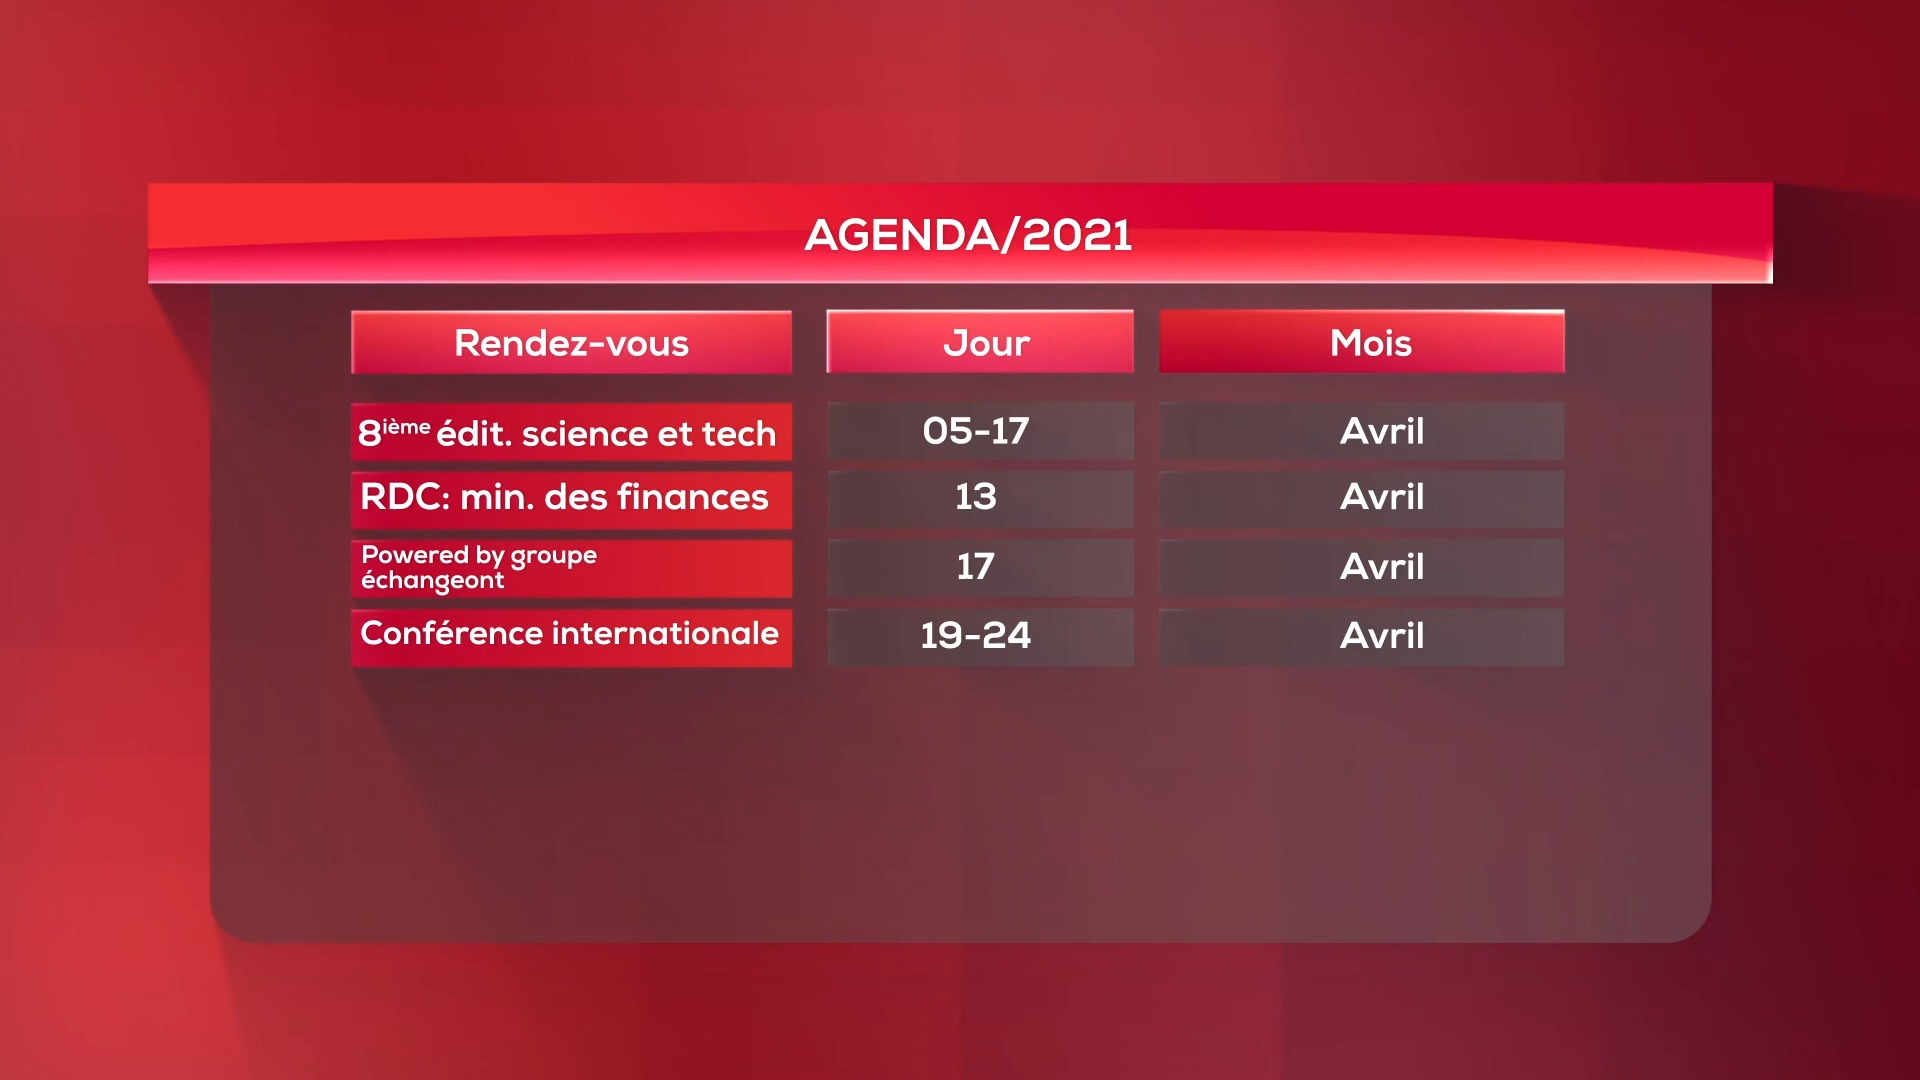 AGENDA/2021
Rendez-vous Jour Mois
8ième édit. science et tech 05-17 Avril
RDC: min. des finances 13 Avril
Powered by groupe
échangeont 17 Avril
Conférence internationale 19-24 Avril